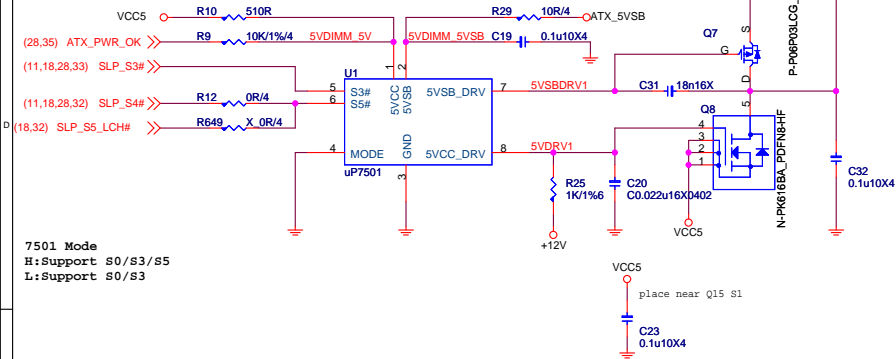 VCC5
R10
510R
R29
10R/4
ATX_5VSB
(28,35) ATX_PWR_OK
R9
10K/1%/4
5VDIMM_5V
5VDIMM_5VSB
C19
0.1u10X4
Q7
S
G
D
P-P06P03LCG_
(11,18,28,33) SLP_S3#
1
2
U1
5
S3#
5VCC
5VSB
5VSB_DRV
7
5VSBDRV1
C31
18n16X
(11,18,28,32) SLP_S4#
R12
0R/4
6
S5#
Q8
5
D
(18,32) SLP_S5_LCH#
R649
X_0R/4
4
3
2
1
N-PK616BA_PDFN8-HF
4
MODE
GND
5VCC_DRV
8
5VDRV1
uP7501
3
C32
0.1u10X4
R25
1K/1%6
C20
C0.022u16X0402
VCC5
+12V
7501 Mode
H:Support S0/S3/S5
L:Support S0/S3
VCC5
place near Q15 S1
C23
0.1u10X4